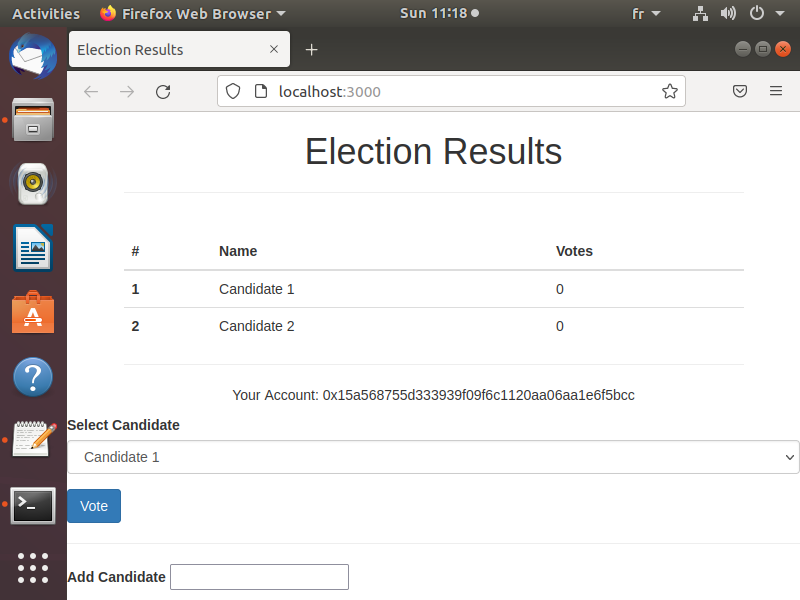 Activities Firefox Web Browser Sun 11:18 fr
Election Results
localhost:3000
Election Results
# Name Votes
1 Candidate 1 0
2 Candidate 2 0
Your Account: 0x15a568755d333939f09f6c1120aa06aa1e6f5bcc
Select Candidate
Candidate 1
Vote
Add Candidate